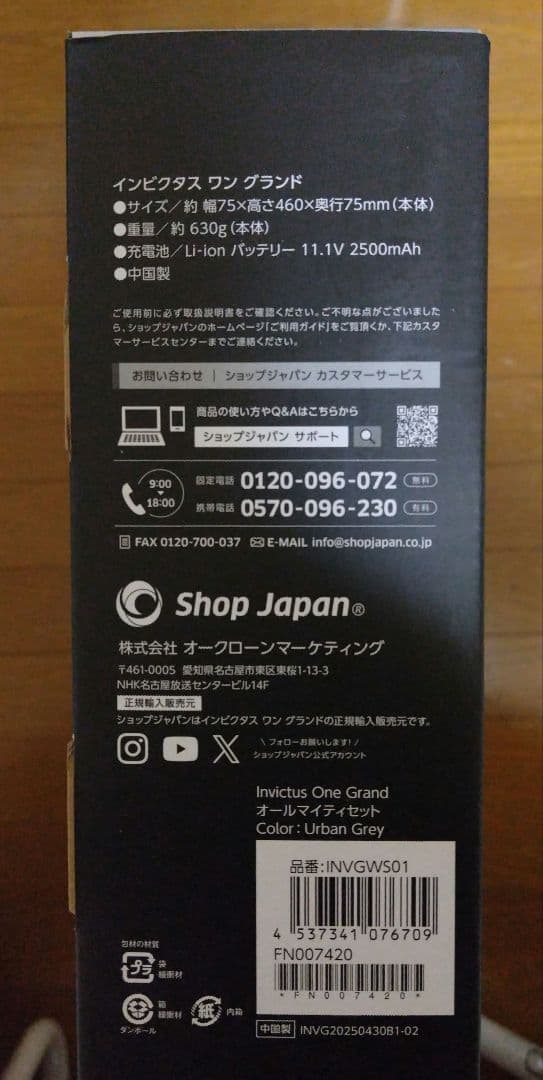 インビクタス ワン グランド
●サイズ／約 幅75×高さ460×奥行75mm（本体）
●重量／約 630g（本体）
●充電池／Li-ion バッテリー 11.1V 2500mAh
●中国製
ご使用前に必ず取扱説明書をご確認ください。ご不明な点がございました
ら、ショップジャパンのホームページ「ご利用ガイド」をご覧頂くか、下記カスタ
マーサービスセンターまでご連絡ください。
お問い合わせ｜ショップジャパン カスタマーサービス
商品の使い方やQ&Aはこちらから
ショップジャパン サポート
9:00
18:00
固定電話 0120-096-072 無料
携帯電話 0570-096-230 有料
FAX 0120-700-037 E-MAIL info@shopjapan.co.jp
Shop Japan®
株式会社 オークローンマーケティング
〒461-0005 愛知県名古屋市東区東桜1-13-3
NHK名古屋放送センタービル14F
正規輸入販売元
ショップジャパンはインビクタス ワン グランドの正規輸入販売元です。
\ フォローお願いします! /
ショップジャパン公式アカウント
Invictus One Grand
オールマイティセット
Color : Urban Grey
品番:INVGWS01
4 537341 076709
FN007420
*FN007420*
包材の材質
プラ
袋
緩衝材
箱
緩衝材
ダンボール
紙
内箱
中国製 INVG20250430B1-02